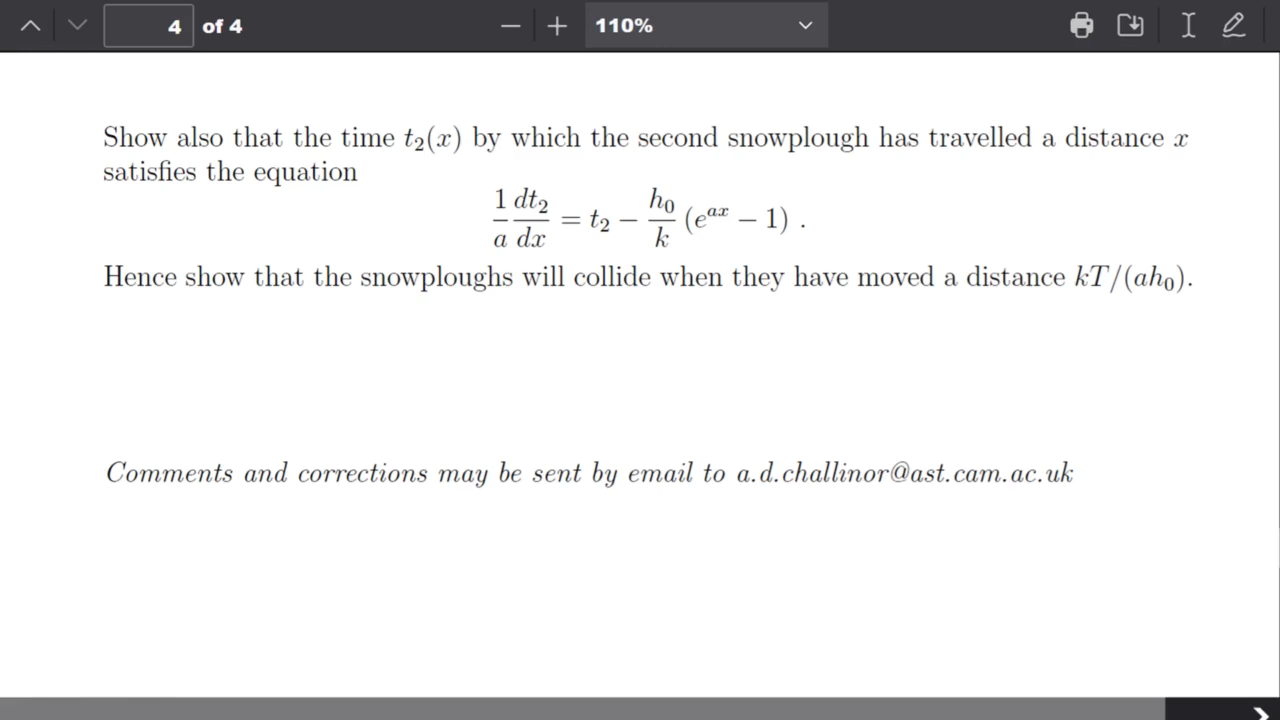 4 of 4
110%
Show also that the time t₂(x) by which the second snowplough has travelled a distance x
satisfies the equation
1/a dt₂/dx = t₂ − h₀/k (e^{ax} − 1) .
Hence show that the snowploughs will collide when they have moved a distance kT/(ah₀).
Comments and corrections may be sent by email to a.d.challinor@ast.cam.ac.uk